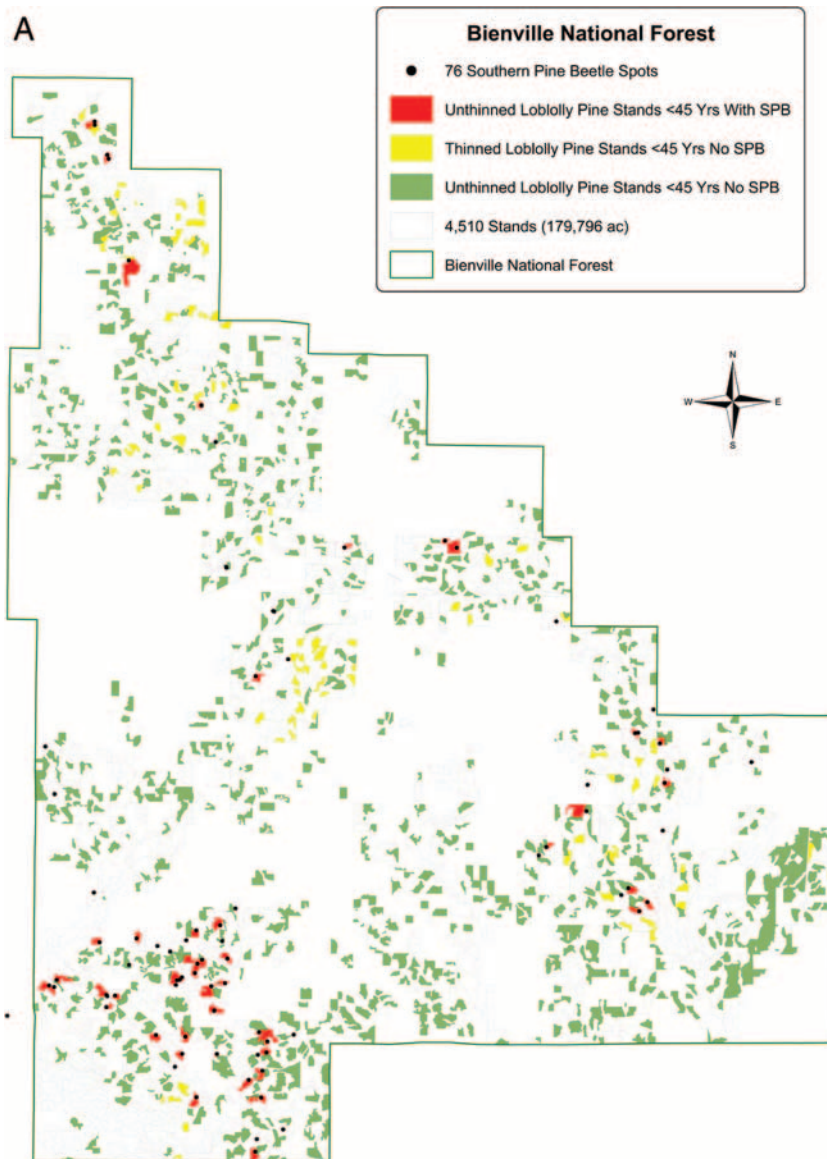 A
Bienville National Forest
76 Southern Pine Beetle Spots
Unthinned Loblolly Pine Stands <45 Yrs With SPB
Thinned Loblolly Pine Stands <45 Yrs No SPB
Unthinned Loblolly Pine Stands <45 Yrs No SPB
4,510 Stands (179,796 ac)
Bienville National Forest
N
W E
S